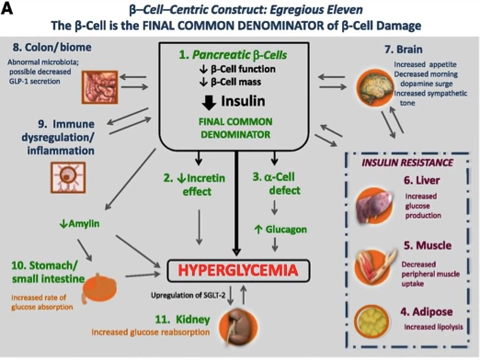 A
β–Cell–Centric Construct: Egregious Eleven
The β-Cell is the FINAL COMMON DENOMINATOR of β-Cell Damage
8. Colon/biome
Abnormal microbiota;
possible decreased
GLP-1 secretion
1. Pancreatic β-Cells
↓ β-Cell function
↓ β-Cell mass
↓ Insulin
FINAL COMMON
DENOMINATOR
7. Brain
Increased appetite
Decreased morning
dopamine surge
Increased sympathetic
tone
9. Immune
dysregulation/
inflammation
2. ↓Incretin
effect
3. α-Cell
defect
↑ Glucagon
↓Amylin
INSULIN RESISTANCE
6. Liver
Increased
glucose
production
5. Muscle
Decreased
peripheral muscle
uptake
4. Adipose
Increased lipolysis
10. Stomach/
small intestine
Increased rate of
glucose absorption
HYPERGLYCEMIA
Upregulation of SGLT-2
11. Kidney
Increased glucose reabsorption